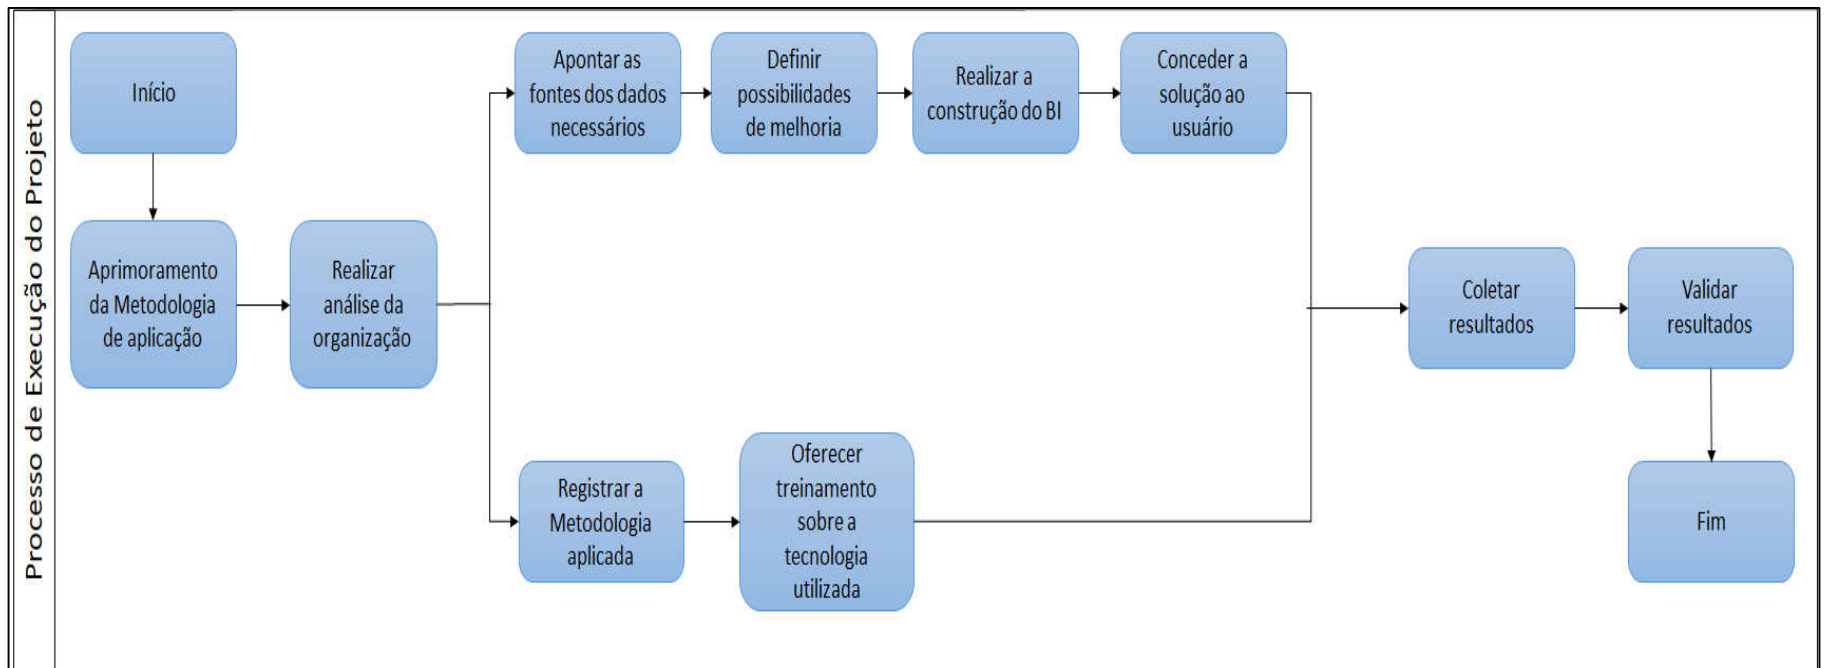 Processo de Execução do Projeto
Início
Aprimoramento
da Metodologia
de aplicação
Realizar
análise da
organização
Apontar as
fontes dos dados
necessários
Definir
possibilidades
de melhoria
Realizar a
construção do BI
Conceder a
solução ao
usuário
Registrar a
Metodologia
aplicada
Oferecer
treinamento
sobre a
tecnologia
utilizada
Coletar
resultados
Validar
resultados
Fim